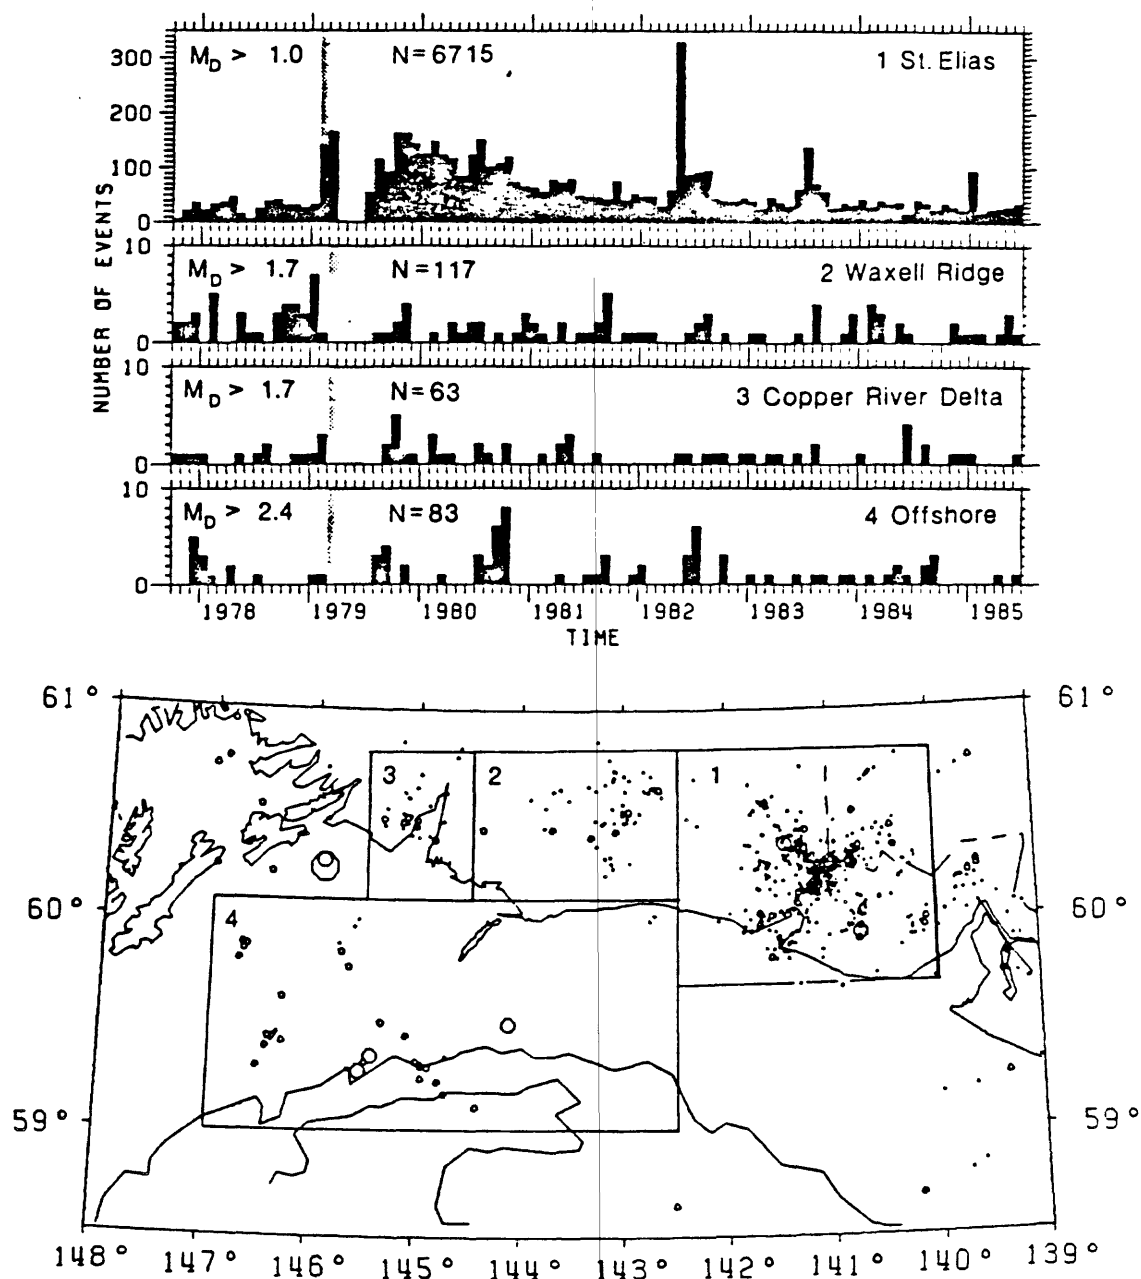 M_D > 1.0 N=6715 1 St. Elias
300
200
100
0
NUMBER OF EVENTS
10
M_D > 1.7 N=117 2 Waxell Ridge
0
10
M_D > 1.7 N=63 3 Copper River Delta
0
10
M_D > 2.4 N=83 4 Offshore
0
1978 1979 1980 1981 1982 1983 1984 1985
TIME
61° 61°
3 2 1
60° 60°
4
59° 59°
148° 147° 146° 145° 144° 143° 142° 141° 140° 139°